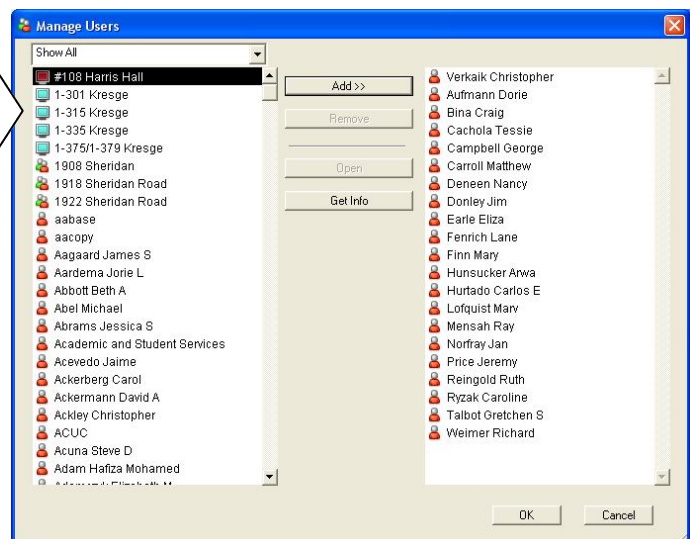 Manage Users
Show All
#108 Harris Hall
1-301 Kresge
1-315 Kresge
1-335 Kresge
1-375/1-379 Kresge
1908 Sheridan
1918 Sheridan Road
1922 Sheridan Road
aabase
aacopy
Aagaard James S
Aardema Jorie L
Abbott Beth A
Abel Michael
Abrams Jessica S
Academic and Student Services
Acevedo Jaime
Ackerberg Carol
Ackermann David A
Ackley Christopher
ACUC
Acuna Steve D
Adam Hafiza Mohamed
Add >>
Remove
Open
Get Info
Verkaik Christopher
Aufmann Dorie
Bina Craig
Cachola Tessie
Campbell George
Carroll Matthew
Deneen Nancy
Donley Jim
Earle Eliza
Fenrich Lane
Finn Mary
Hunsucker Arwa
Hurtado Carlos E
Lofquist Marv
Mensah Ray
Norfray Jan
Price Jeremy
Reingold Ruth
Ryzak Caroline
Talbot Gretchen S
Weimer Richard
OK
Cancel